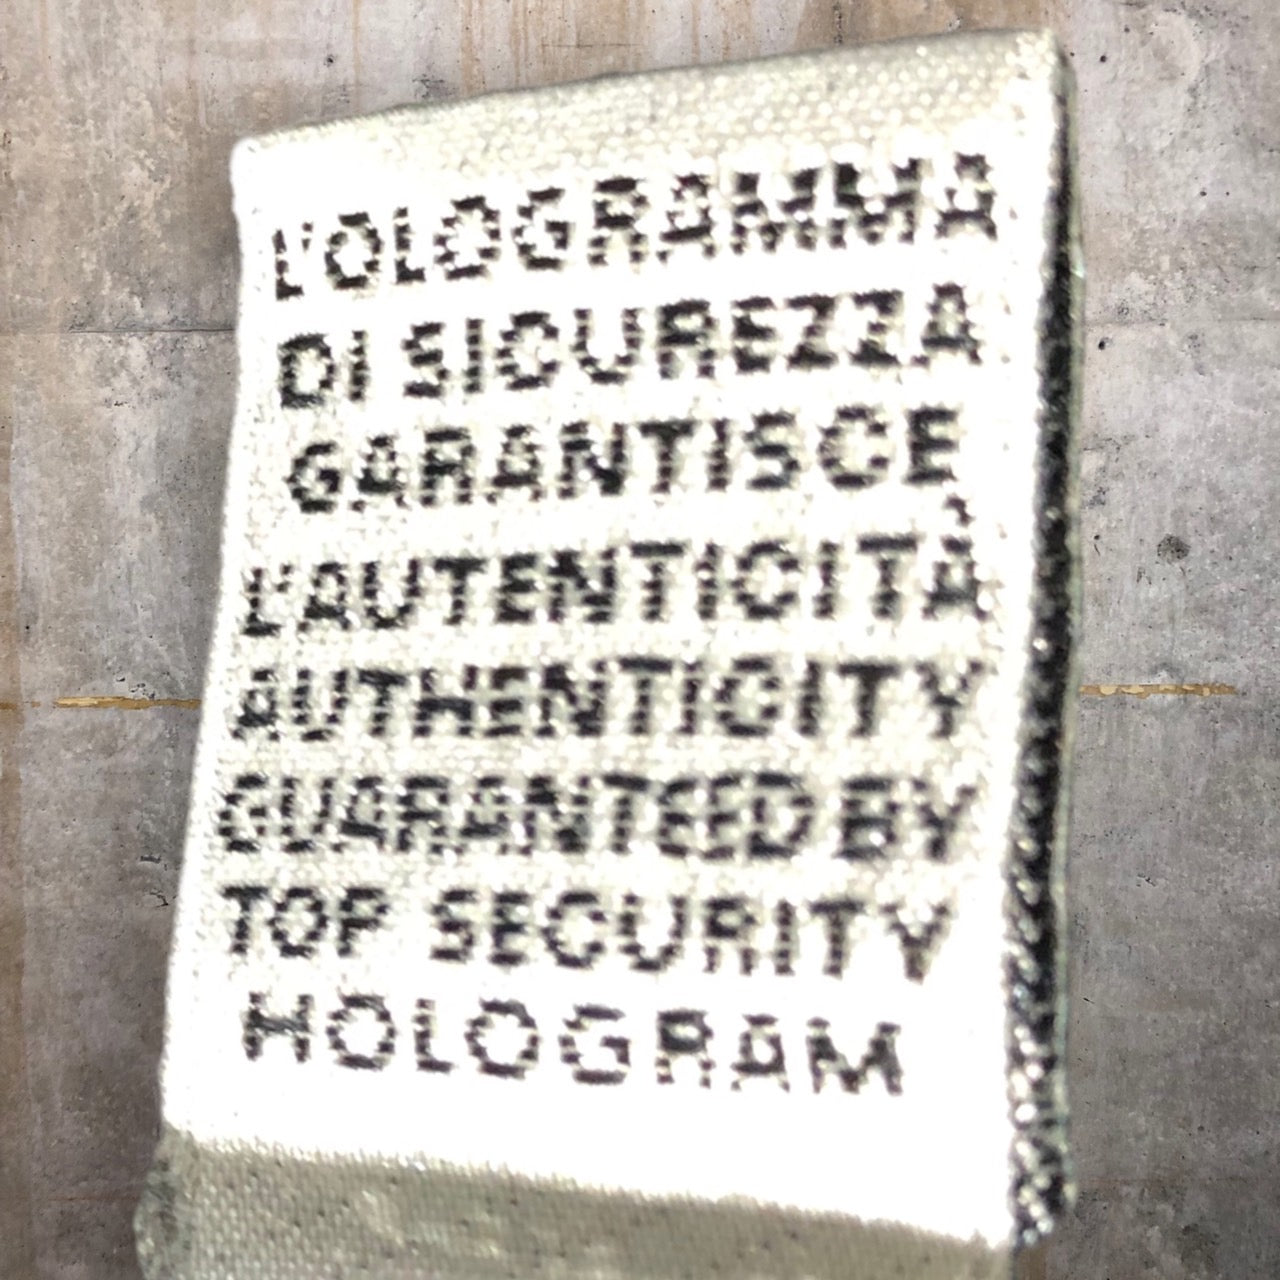 L'OLOGRAMMA
DI SICUREZZA
GARANTISCE
L'AUTENTICITÀ
AUTHENTICITY
GUARANTEED BY
TOP SECURITY
HOLOGRAM